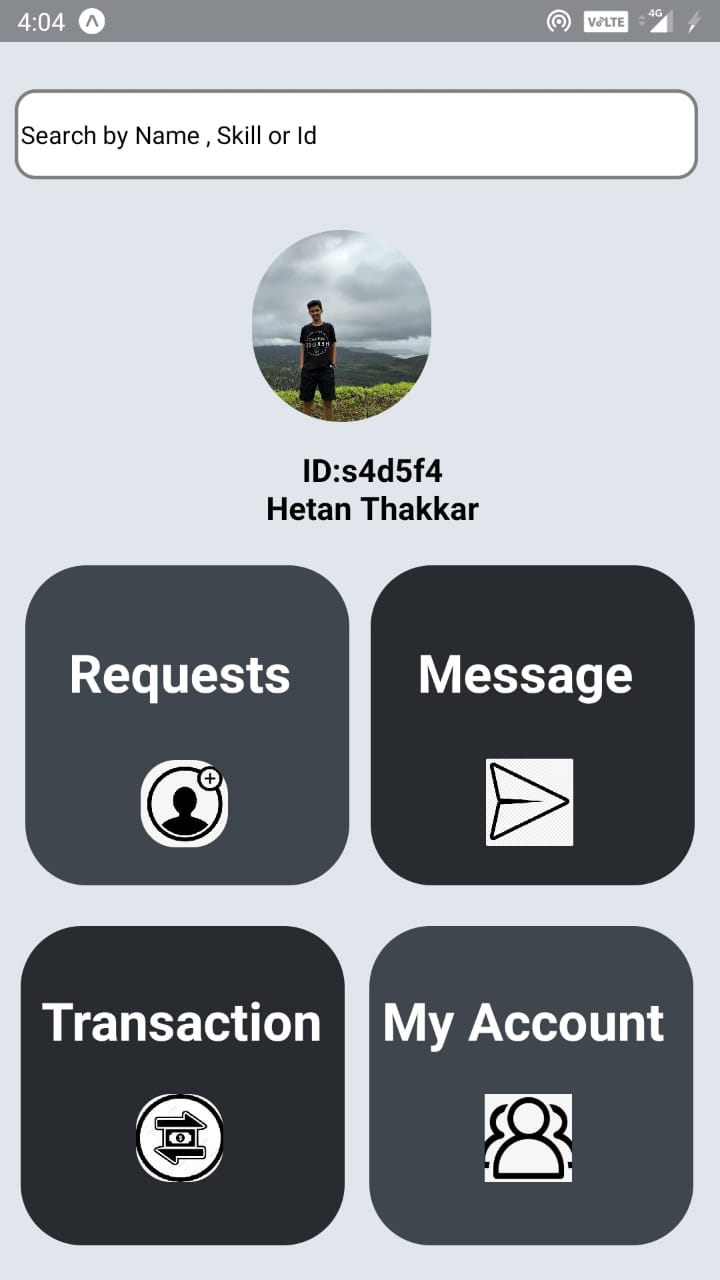 4:04
VoLTE
4G
Search by Name , Skill or Id
ID:s4d5f4
Hetan Thakkar
Requests
Message
Transaction
My Account